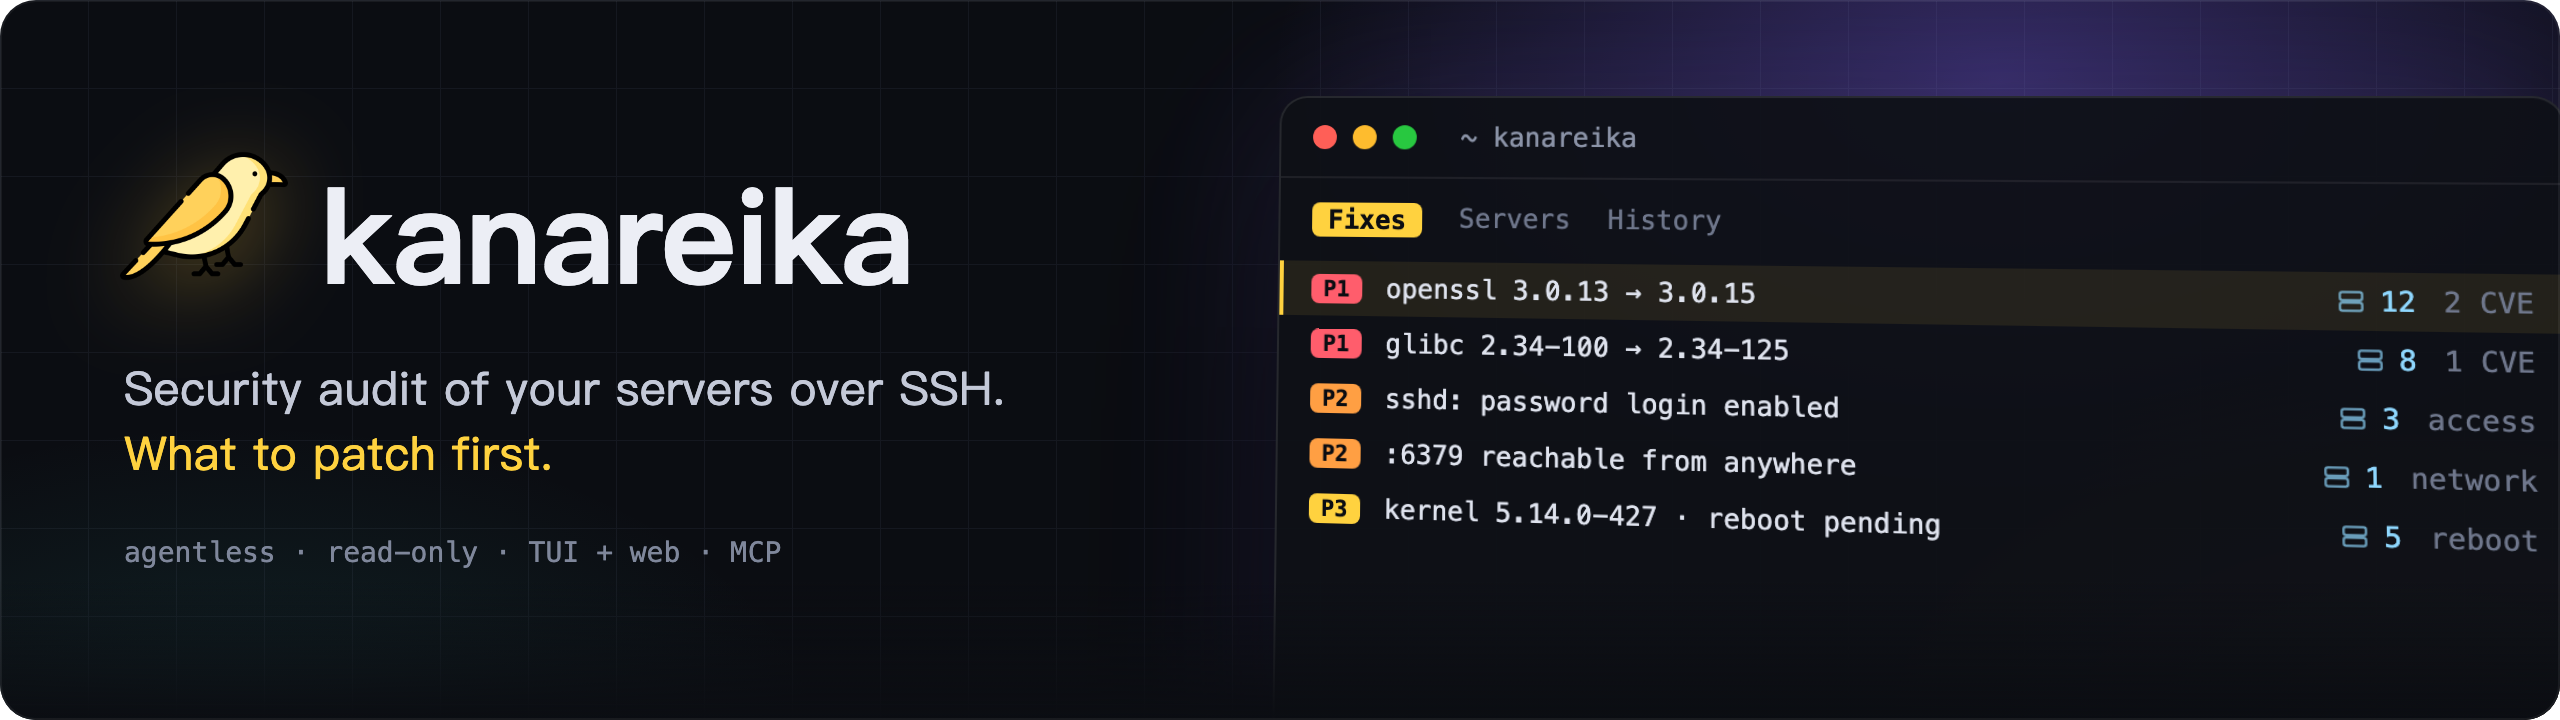 kanareika
Security audit of your servers over SSH.
What to patch first.
agentless · read-only · TUI + web · MCP
~ kanareika
Fixes Servers History
P1 openssl 3.0.13 → 3.0.15 12 2 CVE
P1 glibc 2.34-100 → 2.34-125 8 1 CVE
P2 sshd: password login enabled 3 access
P2 :6379 reachable from anywhere 1 network
P3 kernel 5.14.0-427 · reboot pending 5 reboot